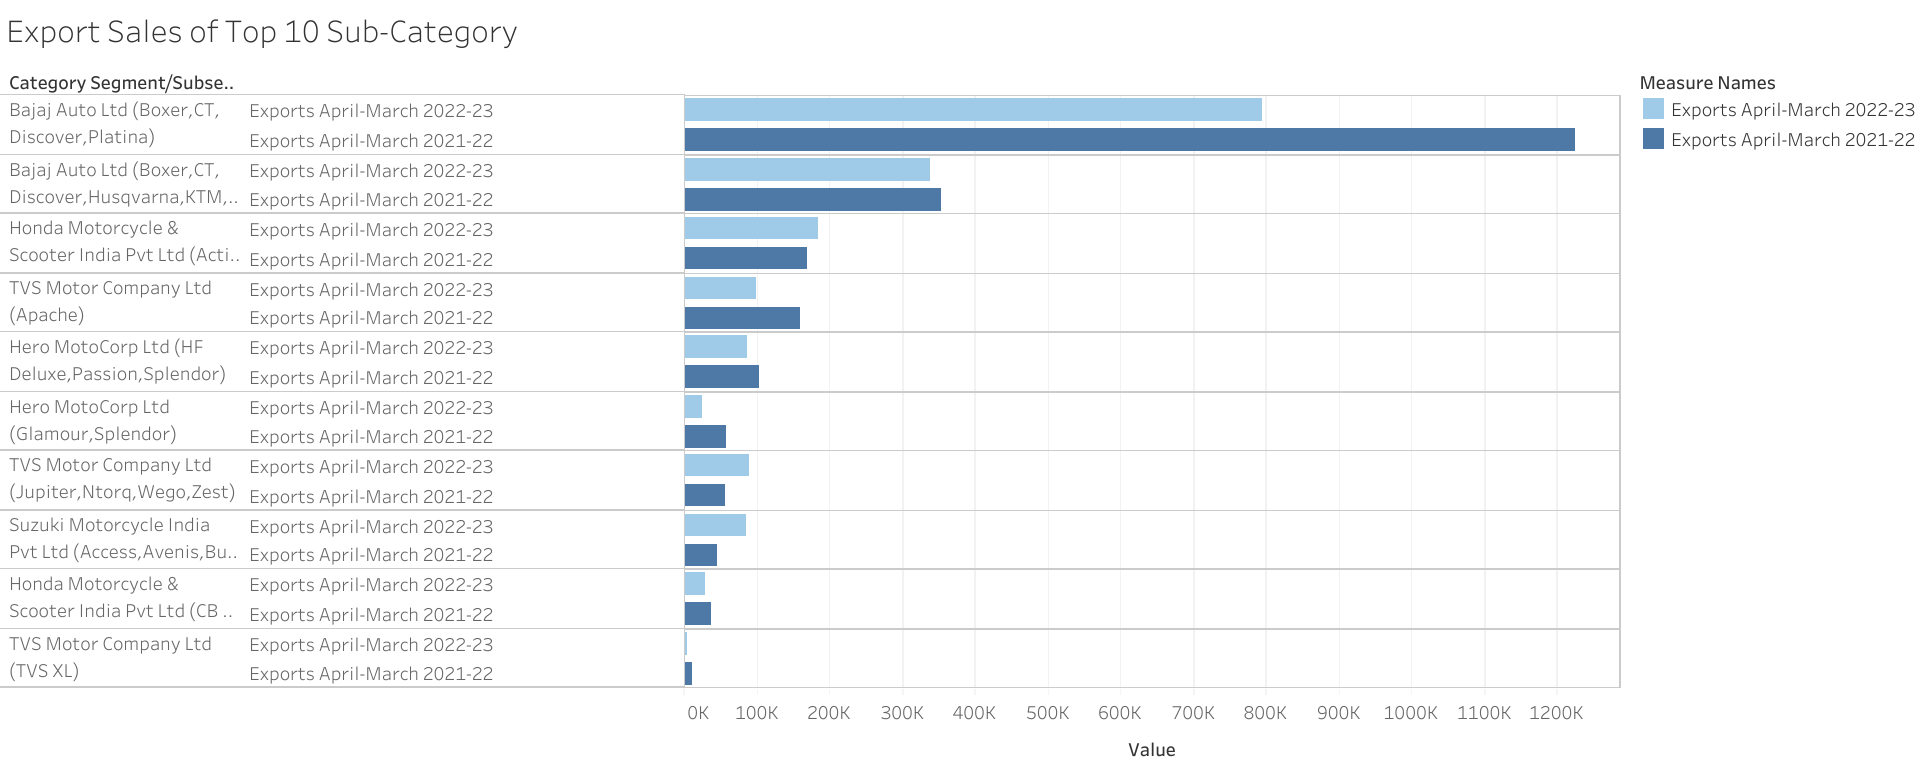 Export Sales of Top 10 Sub-Category
Category Segment/Subse..
Measure Names
Exports April-March 2022-23
Exports April-March 2021-22
Bajaj Auto Ltd (Boxer,CT,
Discover,Platina)
Exports April-March 2022-23
Exports April-March 2021-22
Bajaj Auto Ltd (Boxer,CT,
Discover,Husqvarna,KTM,..
Exports April-March 2022-23
Exports April-March 2021-22
Honda Motorcycle &
Scooter India Pvt Ltd (Acti..
Exports April-March 2022-23
Exports April-March 2021-22
TVS Motor Company Ltd
(Apache)
Exports April-March 2022-23
Exports April-March 2021-22
Hero MotoCorp Ltd (HF
Deluxe,Passion,Splendor)
Exports April-March 2022-23
Exports April-March 2021-22
Hero MotoCorp Ltd
(Glamour,Splendor)
Exports April-March 2022-23
Exports April-March 2021-22
TVS Motor Company Ltd
(Jupiter,Ntorq,Wego,Zest)
Exports April-March 2022-23
Exports April-March 2021-22
Suzuki Motorcycle India
Pvt Ltd (Access,Avenis,Bu..
Exports April-March 2022-23
Exports April-March 2021-22
Honda Motorcycle &
Scooter India Pvt Ltd (CB ..
Exports April-March 2022-23
Exports April-March 2021-22
TVS Motor Company Ltd
(TVS XL)
Exports April-March 2022-23
Exports April-March 2021-22
0K 100K 200K 300K 400K 500K 600K 700K 800K 900K 1000K 1100K 1200K
Value